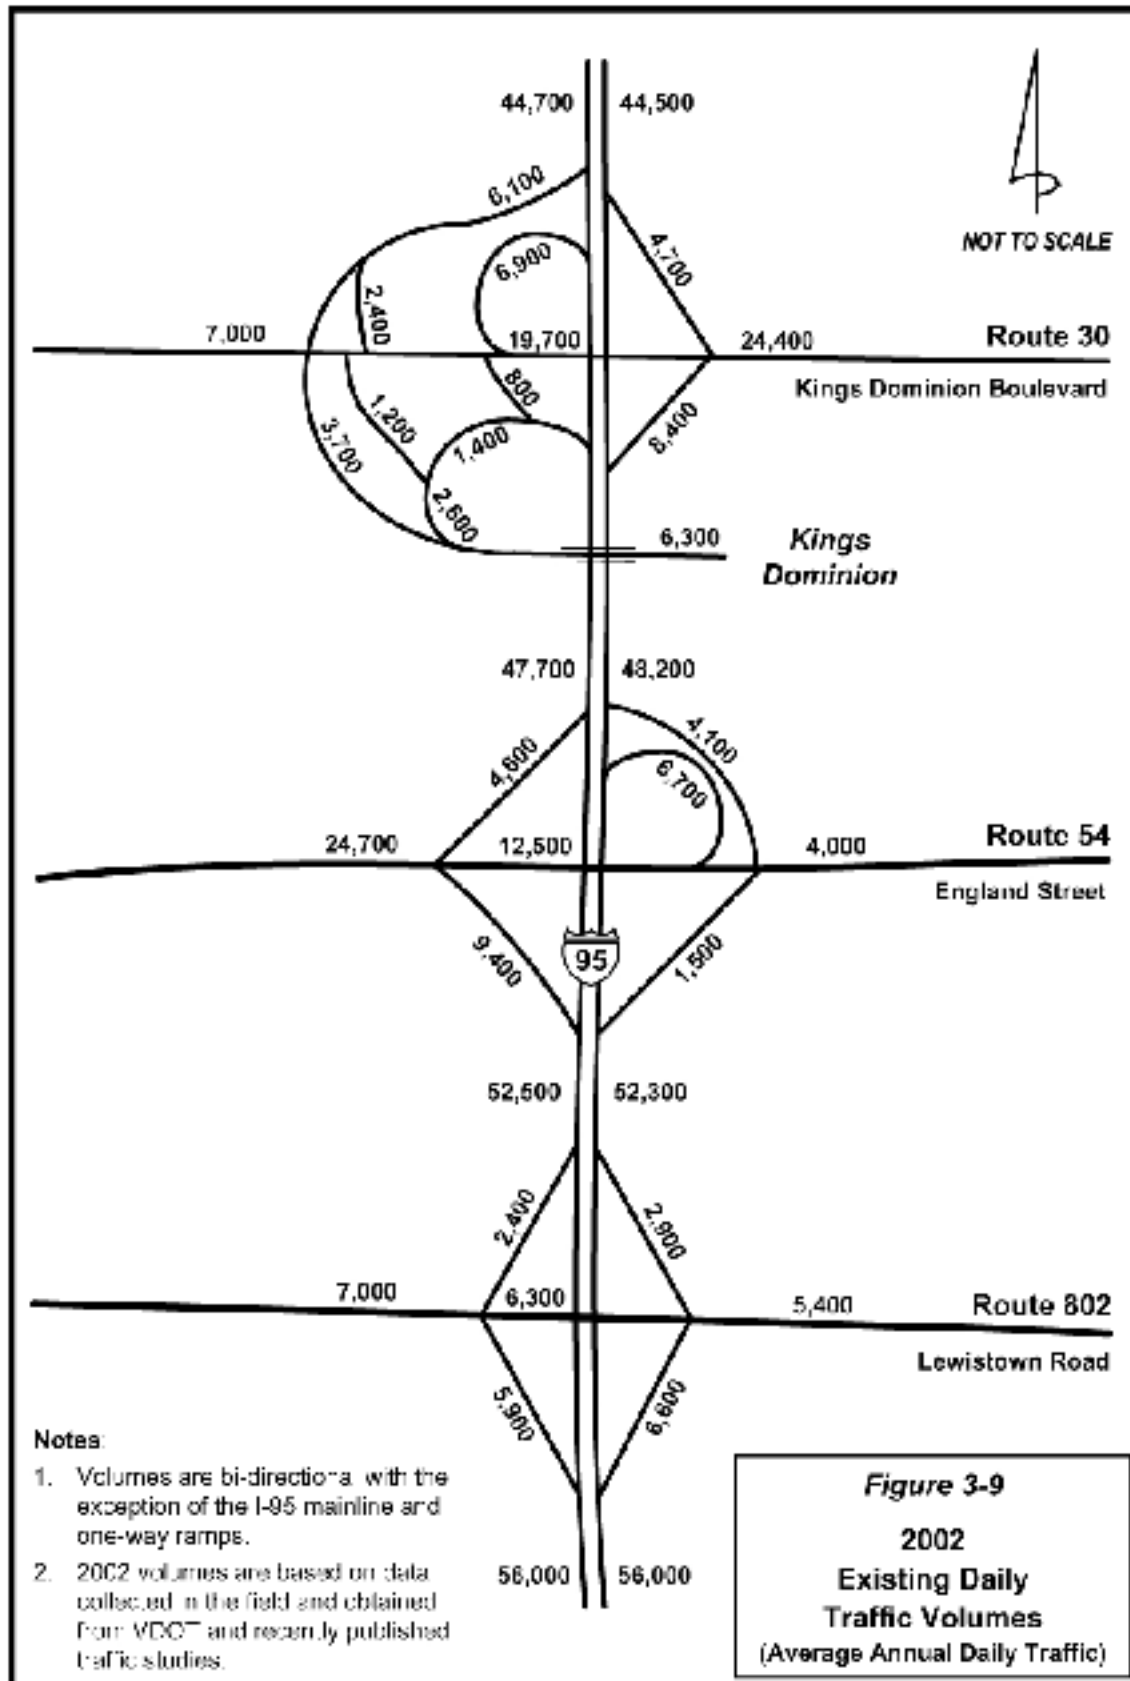 44,700 44,500
6,100
6,900
4,700
NOT TO SCALE
2,400
7,000 19,700 24,400 Route 30
Kings Dominion Boulevard
800
1,200
1,400
8,400
3,700
2,600
6,300 Kings
Dominion
47,700 48,200
4,100
4,600
6,700
24,700 12,500 4,000 Route 54
England Street
9,400
95
1,500
52,500 52,300
2,400
2,900
7,000 6,300 5,400 Route 802
Lewistown Road
5,900
6,600
Notes:
1. Volumes are bi-directional with the
exception of the I-95 mainline and
one-way ramps.
2. 2002 volumes are based on data
collected in the field and obtained
from VDOT and recently published
traffic studies.
56,000 56,000
Figure 3-9
2002
Existing Daily
Traffic Volumes
(Average Annual Daily Traffic)